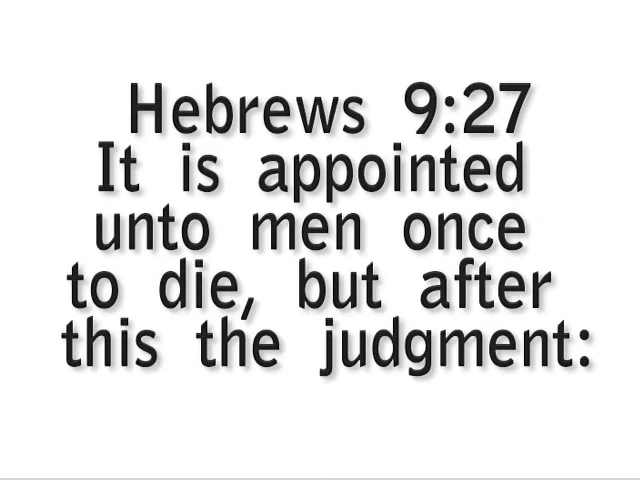 Hebrews 9:27
It is appointed
unto men once
to die, but after
this the judgment: